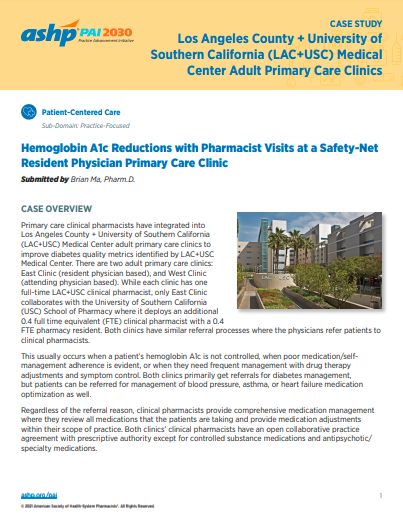 ashp PAI 2030
Practice Advancement Initiative
CASE STUDY
Los Angeles County + University of
Southern California (LAC+USC) Medical
Center Adult Primary Care Clinics
Patient-Centered Care
Sub-Domain: Practice-Focused
Hemoglobin A1c Reductions with Pharmacist Visits at a Safety-Net
Resident Physician Primary Care Clinic
Submitted by Brian Ma, Pharm.D.
CASE OVERVIEW
Primary care clinical pharmacists have integrated into
Los Angeles County + University of Southern California
(LAC+USC) Medical Center adult primary care clinics to
improve diabetes quality metrics identified by LAC+USC
Medical Center. There are two adult primary care clinics:
East Clinic (resident physician based), and West Clinic
(attending physician based). While each clinic has one
full-time LAC+USC clinical pharmacist, only East Clinic
collaborates with the University of Southern California
(USC) School of Pharmacy where it deploys an additional
0.4 full time equivalent (FTE) clinical pharmacist with a 0.4
FTE pharmacy resident. Both clinics have similar referral processes where the physicians refer patients to
clinical pharmacists.
This usually occurs when a patient's hemoglobin A1c is not controlled, when poor medication/self-
management adherence is evident, or when they need frequent management with drug therapy
adjustments and symptom control. Both clinics primarily get referrals for diabetes management,
but patients can be referred for management of blood pressure, asthma, or heart failure medication
optimization as well.
Regardless of the referral reason, clinical pharmacists provide comprehensive medication management
where they review all medications that the patients are taking and provide medication adjustments
within their scope of practice. Both clinics' clinical pharmacists have an open collaborative practice
agreement with prescriptive authority except for controlled substance medications and antipsychotic/
specialty medications.
ashp.org/pai
1
© 2021 American Society of Health-System Pharmacists®. All Rights Reserved.